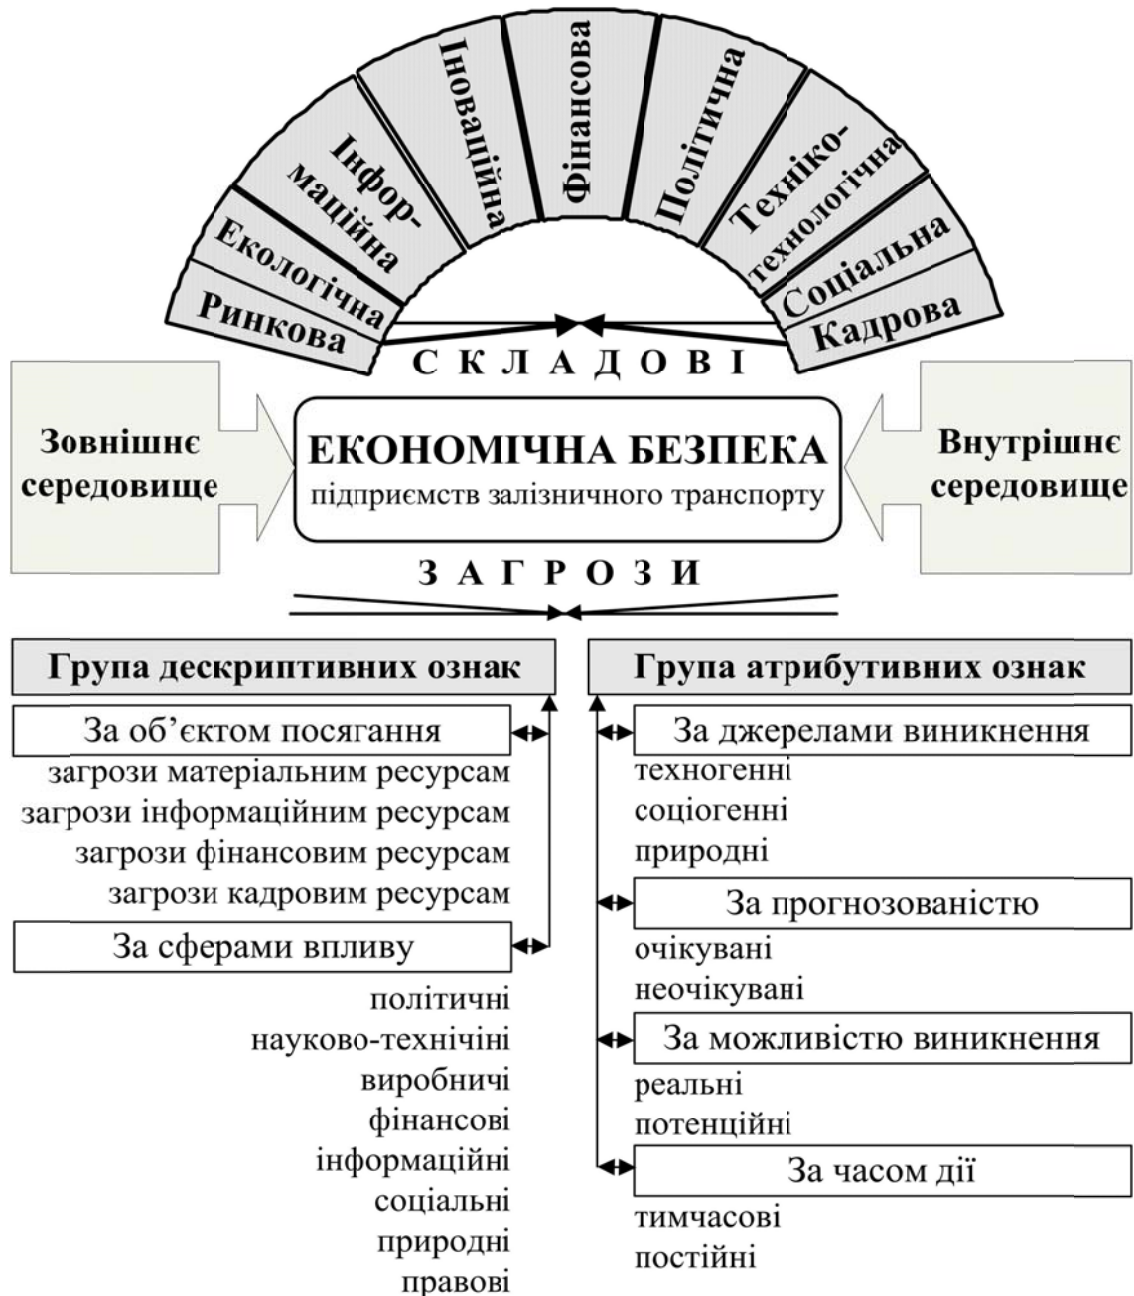 Ринкова
Екологічна
Інфор-
маційна
Іноваційна
Фінансова
Політична
Техніко-
технологічна
Соціальна
Кадрова
СКЛАДОВІ
Зовнішнє
середовище
ЕКОНОМІЧНА БЕЗПЕКА
підприємств залізничного транспорту
Внутрішнє
середовище
ЗАГРОЗИ
Група дескриптивних ознак
За об’єктом посягання
загрози матеріальним ресурсам
загрози інформаційним ресурсам
загрози фінансовим ресурсам
загрози кадровим ресурсам
За сферами впливу
політичні
науково-технічіні
виробничі
фінансові
інформаційні
соціальні
природні
правові
Група атрибутивних ознак
За джерелами виникнення
техногенні
соціогенні
природні
За прогнозованістю
очікувані
неочікувані
За можливістю виникнення
реальні
потенційні
За часом дії
тимчасові
постійні